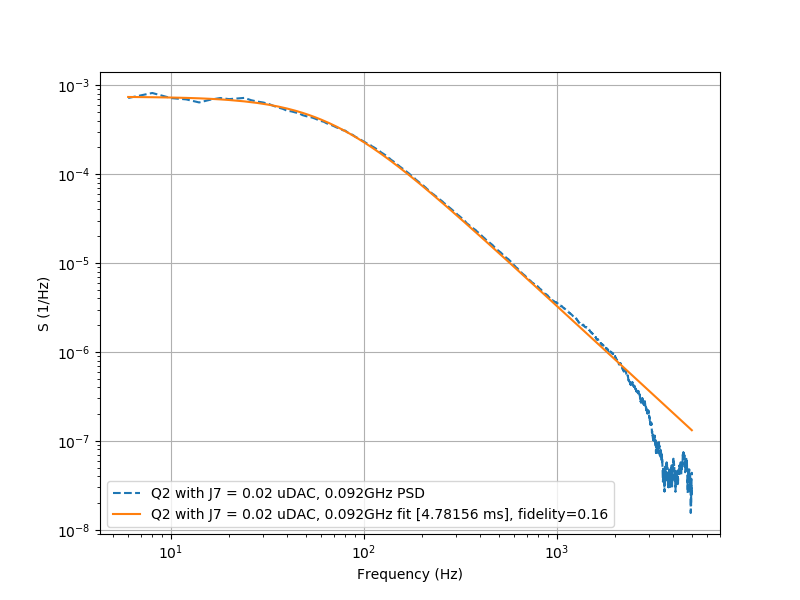 10⁻³
10⁻⁴
10⁻⁵
10⁻⁶
10⁻⁷
10⁻⁸
S (1/Hz)
Q2 with J7 = 0.02 uDAC, 0.092GHz PSD
Q2 with J7 = 0.02 uDAC, 0.092GHz fit [4.78156 ms], fidelity=0.16
10¹ 10² 10³
Frequency (Hz)